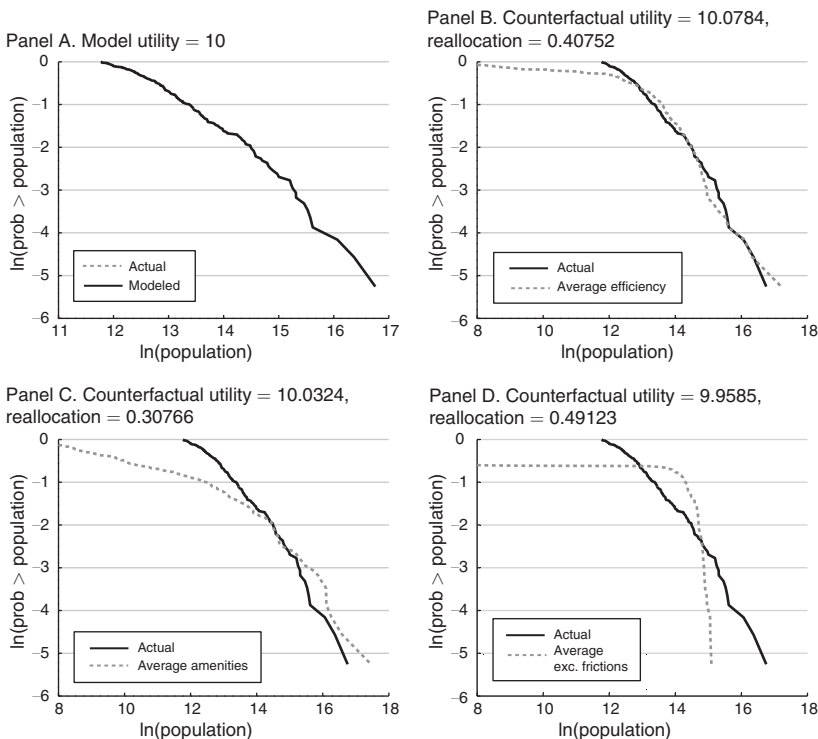 Panel A. Model utility = 10
ln(prob > population)
0
−1
−2
−3
−4
−5
−6
Actual
Modeled
11 12 13 14 15 16 17
ln(population)
Panel B. Counterfactual utility = 10.0784,
reallocation = 0.40752
ln(prob > population)
0
−1
−2
−3
−4
−5
−6
Actual
Average efficiency
8 10 12 14 16 18
ln(population)
Panel C. Counterfactual utility = 10.0324,
reallocation = 0.30766
ln(prob > population)
0
−1
−2
−3
−4
−5
−6
Actual
Average amenities
8 10 12 14 16 18
ln(population)
Panel D. Counterfactual utility = 9.9585,
reallocation = 0.49123
ln(prob > population)
0
−1
−2
−3
−4
−5
−6
Actual
Average
exc. frictions
8 10 12 14 16 18
ln(population)